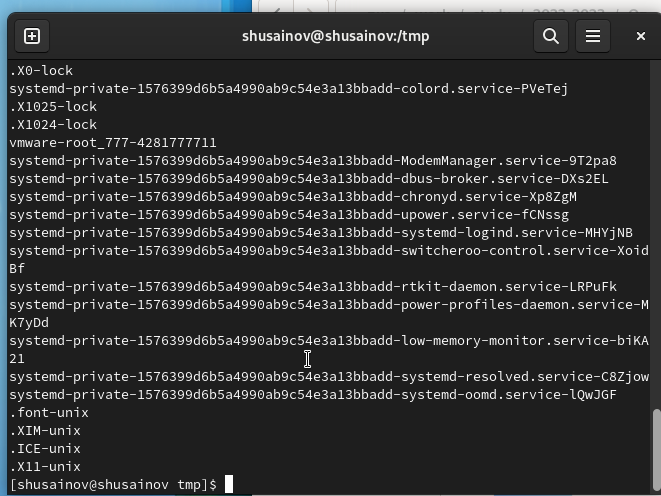 shusainov@shusainov:/tmp
.X0-lock
systemd-private-1576399d6b5a4990ab9c54e3a13bbadd-colord.service-PVeTej
.X1025-lock
.X1024-lock
vmware-root_777-4281777711
systemd-private-1576399d6b5a4990ab9c54e3a13bbadd-ModemManager.service-9T2pa8
systemd-private-1576399d6b5a4990ab9c54e3a13bbadd-dbus-broker.service-DXs2EL
systemd-private-1576399d6b5a4990ab9c54e3a13bbadd-chronyd.service-Xp8ZgM
systemd-private-1576399d6b5a4990ab9c54e3a13bbadd-upower.service-fCNssg
systemd-private-1576399d6b5a4990ab9c54e3a13bbadd-systemd-logind.service-MHYjNB
systemd-private-1576399d6b5a4990ab9c54e3a13bbadd-switcheroo-control.service-Xoid
Bf
systemd-private-1576399d6b5a4990ab9c54e3a13bbadd-rtkit-daemon.service-LRPuFk
systemd-private-1576399d6b5a4990ab9c54e3a13bbadd-power-profiles-daemon.service-M
K7yDd
systemd-private-1576399d6b5a4990ab9c54e3a13bbadd-low-memory-monitor.service-biKA
21
systemd-private-1576399d6b5a4990ab9c54e3a13bbadd-systemd-resolved.service-C8Zjow
systemd-private-1576399d6b5a4990ab9c54e3a13bbadd-systemd-oomd.service-lQwJGF
.font-unix
.XIM-unix
.ICE-unix
.X11-unix
[shusainov@shusainov tmp]$